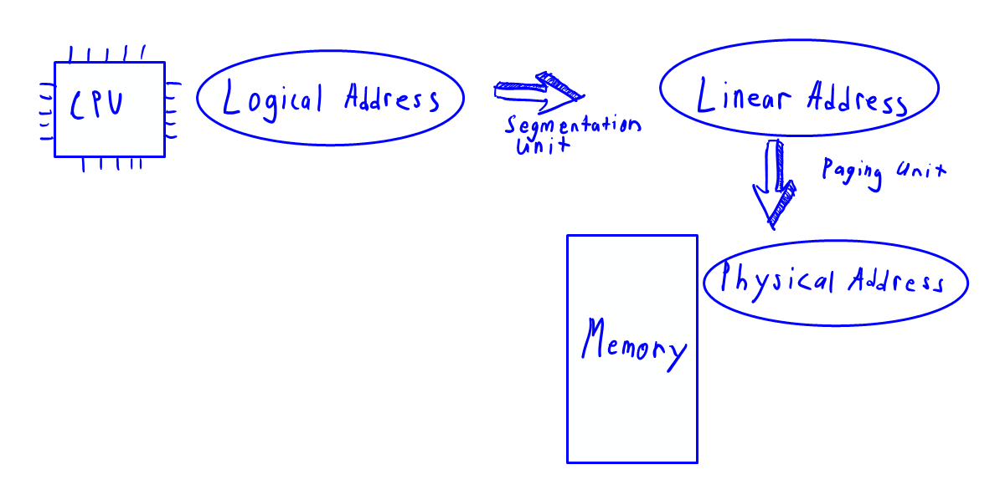 CPU
Logical Address
Segmentation
Unit
Linear Address
Paging Unit
Physical Address
Memory